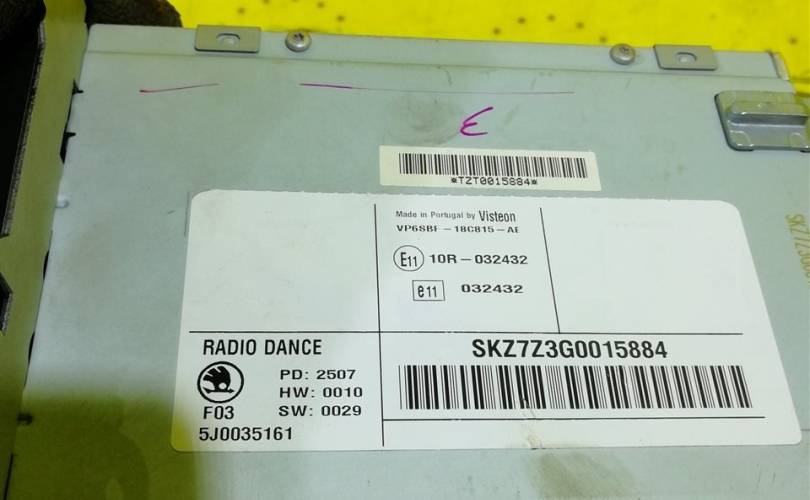 ε
*TZT0015884*
Made in Portugal by Visteon
VP6SBF-18C815-AE
E11 10R-032432
e11 032432
RADIO DANCE
PD: 2507
HW: 0010
F03 SW: 0029
5J0035161
SKZ7Z3G0015884